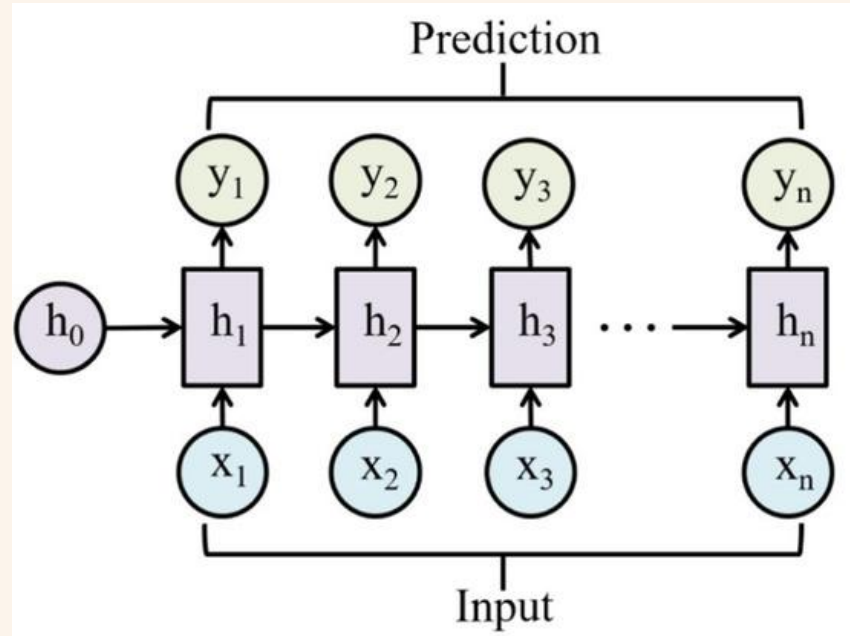 Prediction
y₁ y₂ y₃ yₙ
h₀ h₁ h₂ h₃ ... hₙ
x₁ x₂ x₃ xₙ
Input